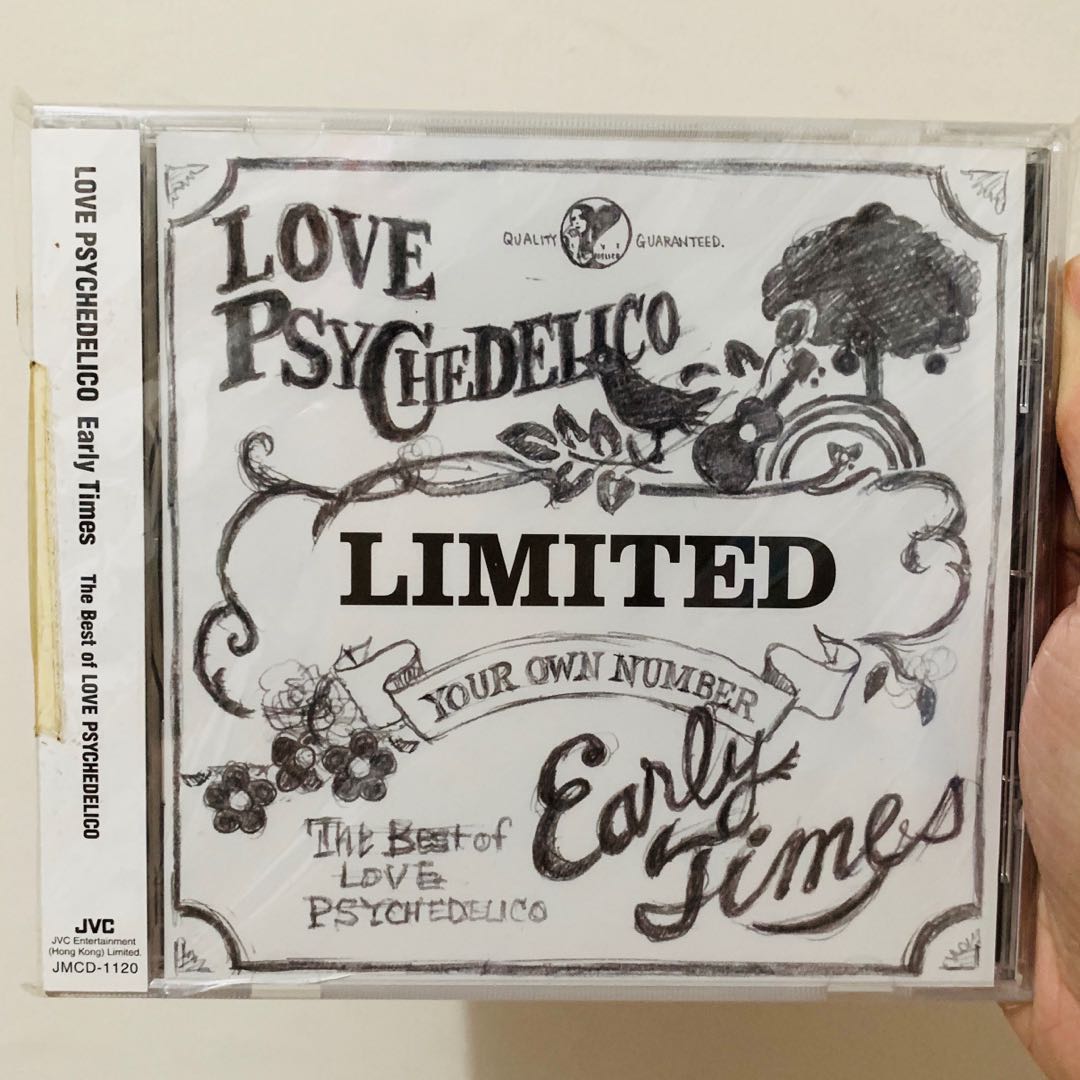 LOVE PSYCHEDELICO Early Times The Best of LOVE PSYCHEDELICO
JVC
JVC Entertainment
(Hong Kong) Limited.
JMCD-1120
QUALITY GUARANTEED.
LOVE
PSYCHEDELICO
LIMITED
YOUR OWN NUMBER
Early
Times
The Best of
LOVE
PSYCHEDELICO